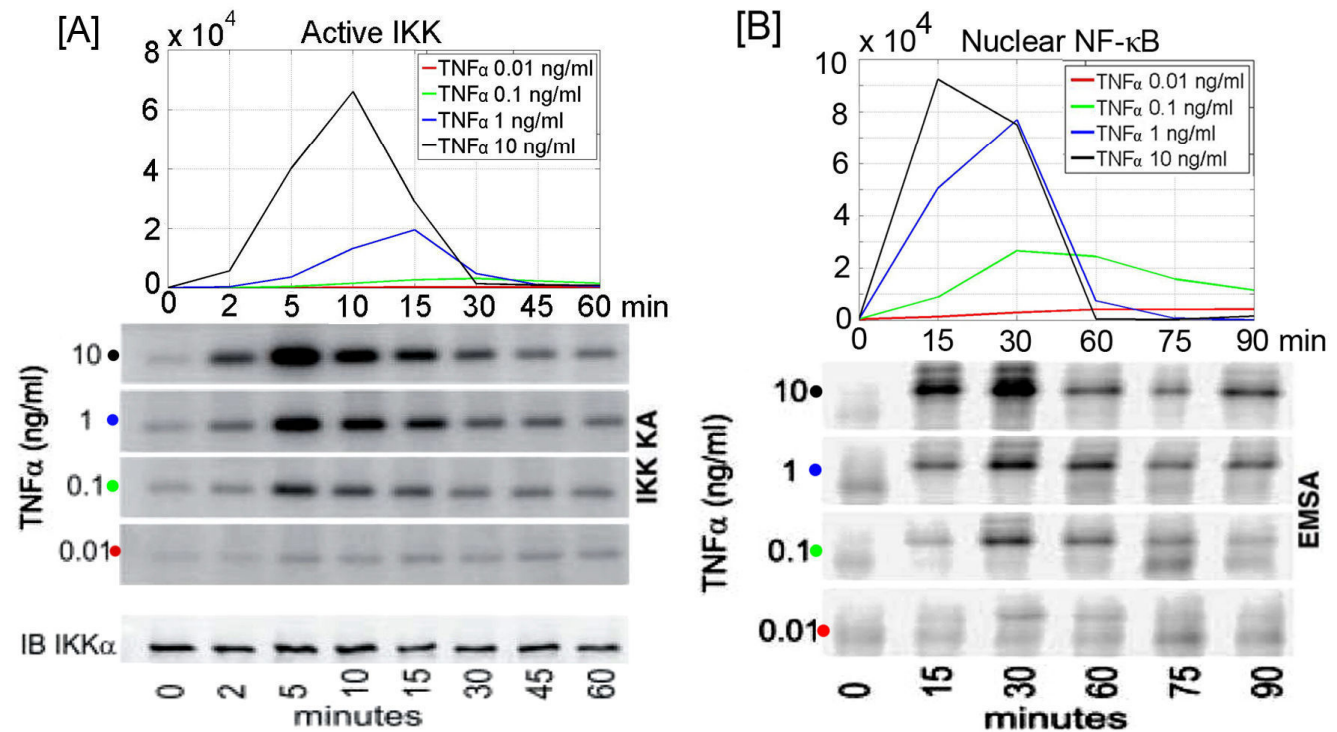 [A]
x 10⁴
Active IKK
8
6
4
2
0
TNFα 0.01 ng/ml
TNFα 0.1 ng/ml
TNFα 1 ng/ml
TNFα 10 ng/ml
0 2 5 10 15 30 45 60 min
TNFα (ng/ml)
10
1
0.1
0.01
IKK KA
IB IKKα
0 2 5 10 15 30 45 60
minutes
[B]
x 10⁴
Nuclear NF-κB
10
8
6
4
2
0
TNFα 0.01 ng/ml
TNFα 0.1 ng/ml
TNFα 1 ng/ml
TNFα 10 ng/ml
0 15 30 60 75 90 min
TNFα (ng/ml)
10
1
0.1
0.01
EMSA
0 15 30 60 75 90
minutes